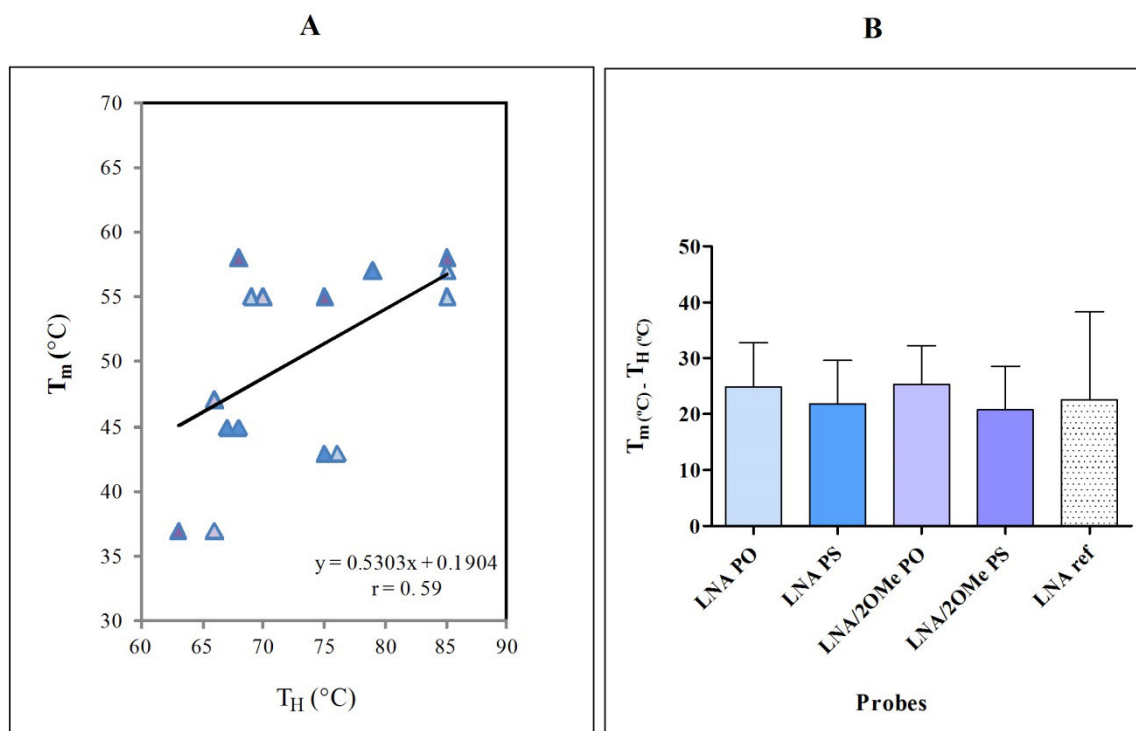 A
70
65
60
55
50
45
40
35
30
Tm (°C)
y = 0.5303x + 0.1904
r = 0. 59
60 65 70 75 80 85 90
TH (°C)
B
50
40
30
20
10
0
Tm (ºC) - TH (ºC)
LNA PO
LNA PS
LNA/2OMe PO
LNA/2OMe PS
LNA ref
Probes